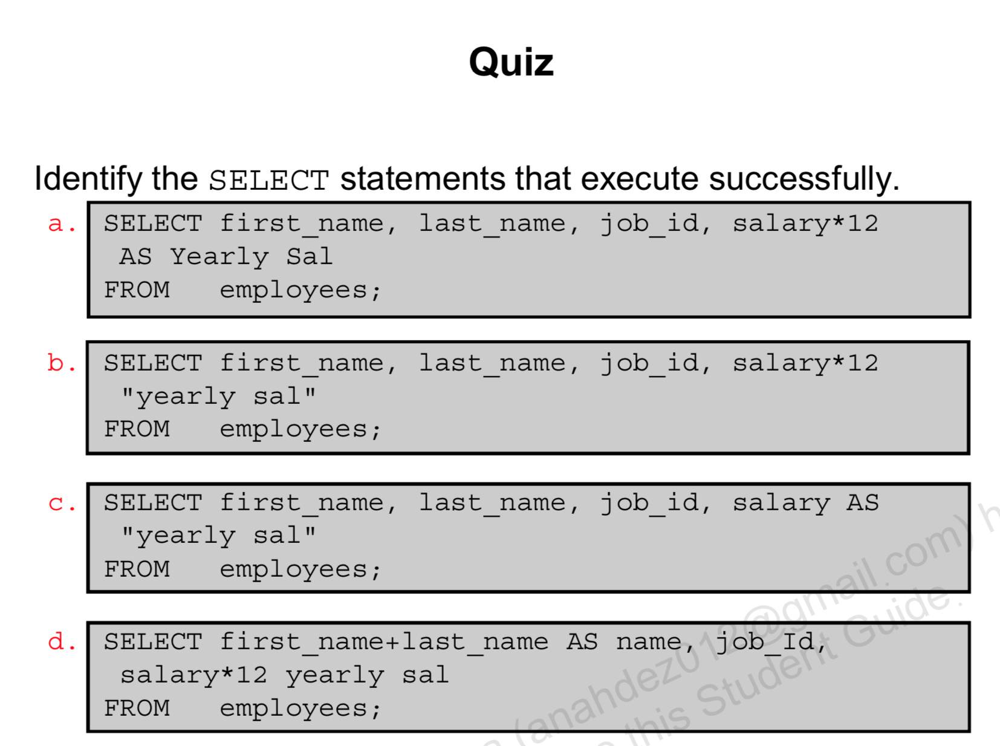 Quiz
Identify the SELECT statements that execute successfully.
a. SELECT first_name, last_name, job_id, salary*12
AS Yearly Sal
FROM employees;
b. SELECT first_name, last_name, job_id, salary*12
"yearly sal"
FROM employees;
c. SELECT first_name, last_name, job_id, salary AS
"yearly sal"
FROM employees;
d. SELECT first_name+last_name AS name, job_Id,
salary*12 yearly sal
FROM employees;
(anahdez012@gmail.com)
this Student Guide.